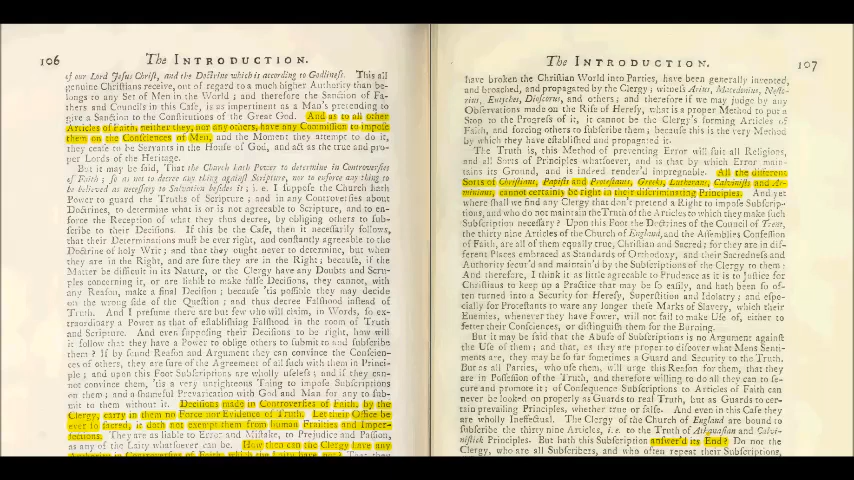 106 The INTRODUCTION.
of our Lord Jesus Christ, and the Doctrine which is according to Godliness. This all
genuine Christians receive, out of regard to a much higher Authority than be-
longs to any Set of Men in the World; and therefore the Sanction of Fa-
thers and Councils in this Case, is as impertinent as a Man's pretending to
give a Sanction to the Constitutions of the Great God. And as to all other
Articles of Faith, neither they, nor any others, have any Commission to impose
them on the Consciences of Men, and the Moment they attempt to do it,
they cease to be Servants in the House of God, and act as the true and pro-
per Lords of the Heritage.
But it may be said, That the Church hath Power to determine in Controversies
of Faith; so as not to decree any thing against Scripture, nor to enforce any thing to
be believed as necessary to Salvation besides it; i. e. I suppose the Church hath
Power to guard the Truths of Scripture; and in any Controversies about
Doctrines, to determine what is or is not agreeable to Scripture, and to en-
force the Reception of what they thus decree, by obliging others to sub-
scribe to their Decisions. If this be the Case, then it necessarily follows,
that their Determinations must be ever right, and constantly agreeable to the
Doctrine of holy Writ; and that they ought never to determine, but when
they are in the Right, and are sure they are in the Right; because, if the
Matter be difficult in its Nature, or the Clergy have any Doubts and Scru-
ples concerning it, or are liable to make false Decisions, they cannot, with
any Reason, make a final Decision; because 'tis possible they may decide
on the wrong side of the Question; and thus decree Falshood instead of
Truth. And I presume there are but few who will claim, in Words, so ex-
traordinary a Power as that of establishing Falshood in the room of Truth
and Scripture. And even supposing their Decisions to be right, how will
it follow that they have a Power to oblige others to submit to and subscribe
them? If by sound Reason and Argument they can convince the Conscien-
ces of others, they are sure of the Agreement of all such with them in Princi-
ple; and upon this Foot Subscriptions are wholly useless; and if they can
not convince them, 'tis a very unrighteous Thing to impose Subscriptions
on them; and a shameful Prevarication with God and Man for any to sub-
mit to them without it. Decisions made in Controversies of Faith, by the
Clergy, carry in them no Force nor Evidence of Truth. Let their Office be
ever so sacred, it doth not exempt them from human Frailties and Imper-
fections. They are as liable to Error and Mistake, to Prejudice and Passion,
as any of the Laity whatsoever can be. How then can the Clergy have any
Authority in Controversies of Faith, which the Laity have not?
The INTRODUCTION. 107
have broken the Christian World into Parties, have been generally invented,
and broached, and propagated by the Clergy; witness Arius, Macedonius, Nesto-
rius, Eutyches, Dioscorus, and others; and therefore if we may judge by any
Observations made on the Rise of Heresy, what is a proper Method to put a
Stop to the Progress of it, it cannot be the Clergy's forming Articles of
Faith, and forcing others to subscribe them; because this is the very Method
by which they have established and propagated it.
The Truth is, this Method of preventing Error will suit all Religions,
and all Sorts of Principles whatsoever, and is that by which Error main-
tains its Ground, and is indeed render'd impregnable. All the different
Sorts of Christians, Papists and Protestants, Greeks, Lutherans, Calvinists and Ar-
minians, cannot certainly be right in their discriminating Principles. And yet
where shall we find any Clergy that don't pretend a Right to impose Subscrip-
tions, and who do not maintain the Truth of the Articles to which they make such
Subscription necessary? Upon this Foot the Doctrines of the Council of Trent,
the thirty nine Articles of the Church of England, and the Assemblies Confession
of Faith, are all of them equally true, Christian and Sacred; for they are in dif-
ferent Places embraced as Standards of Orthodoxy, and their Sacredness and
Authority secur'd and maintain'd by the Subscriptions of the Clergy to them:
And therefore, I think it as little agreeable to Prudence as it is to Justice for
Christians to keep up a Practice that may be so easily, and hath been so of-
ten turned into a Security for Heresy, Superstition and Idolatry; and espe-
cially for Protestants to wear any longer these Marks of Slavery, which their
Enemies, whenever they have Power, will not fail to make Use of, either to
fetter their Consciences, or distinguish them for the Burning.
But it may be said that the Abuse of Subscriptions is no Argument against
the Use of them; and that, as they are proper to discover what Mens Senti-
ments are, they may be so far sometimes a Guard and Security to the Truth.
But as all Parties, who use them, will urge this Reason for them, that they
are in Possession of the Truth, and therefore willing to do all they can to se-
cure and promote it; of Consequence Subscriptions to Articles of Faith can
never be looked on properly as Guards to real Truth, but as Guards to cer-
tain prevailing Principles, whether true or false. And even in this Case they
are wholly Ineffectual. The Clergy of the Church of England are bound to
subscribe the thirty nine Articles, i. e. to the Truth of Athanasian and Calvi-
nistick Principles. But hath this Subscription answer'd its End? Do not the
Clergy, who are all Subscribers, and who often repeat their Subscriptions,